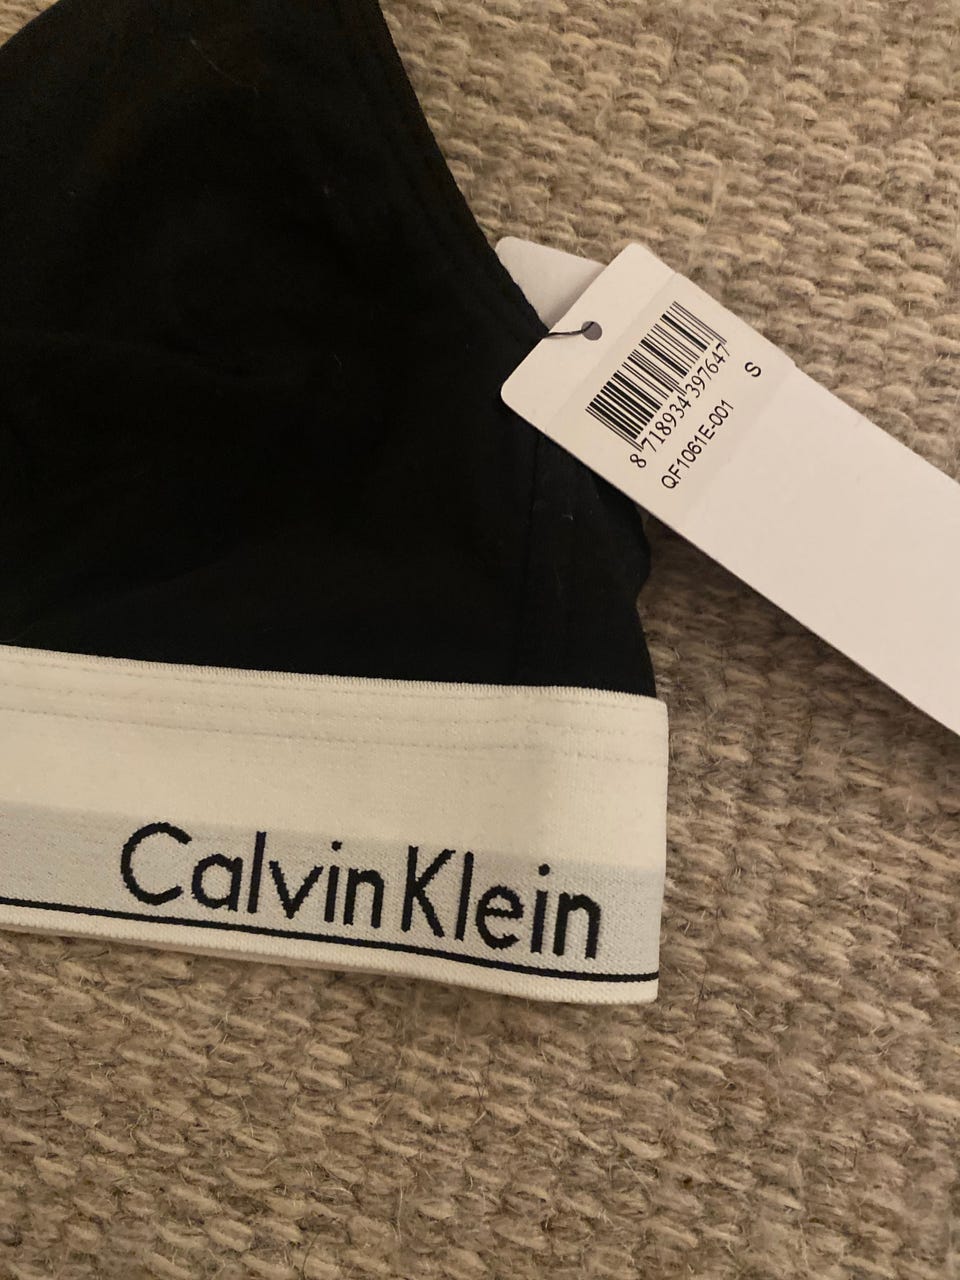 8 718934 397647
QF1061E-001
S
Calvin Klein